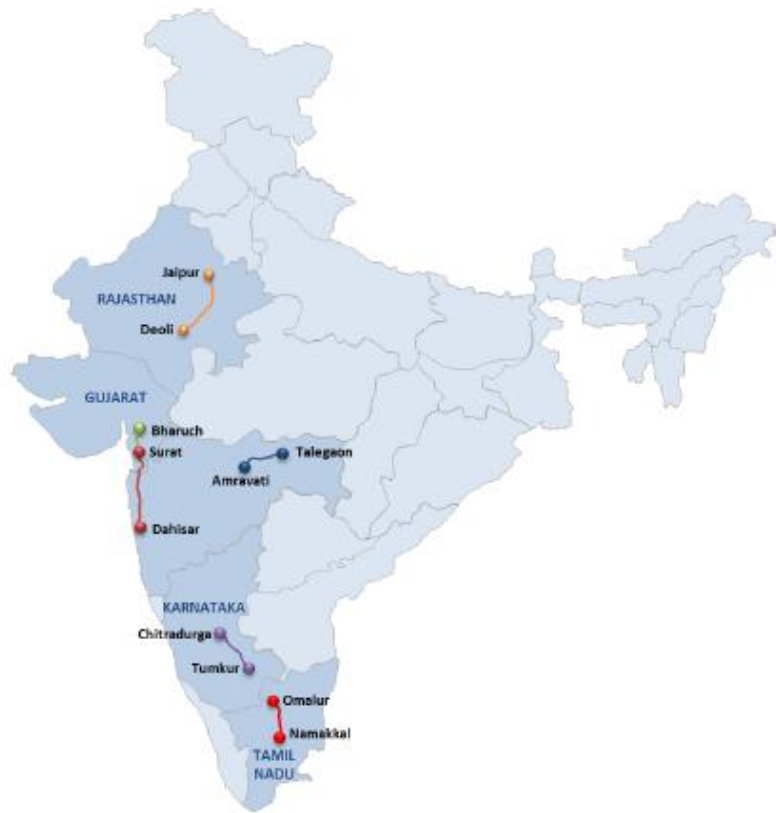 Jaipur
RAJASTHAN
Deoli
GUJARAT
Bharuch
Surat
Talegaon
Amravati
Dahisar
KARNATAKA
Chitradurga
Tumkur
Omalur
Namakkal
TAMIL
NADU